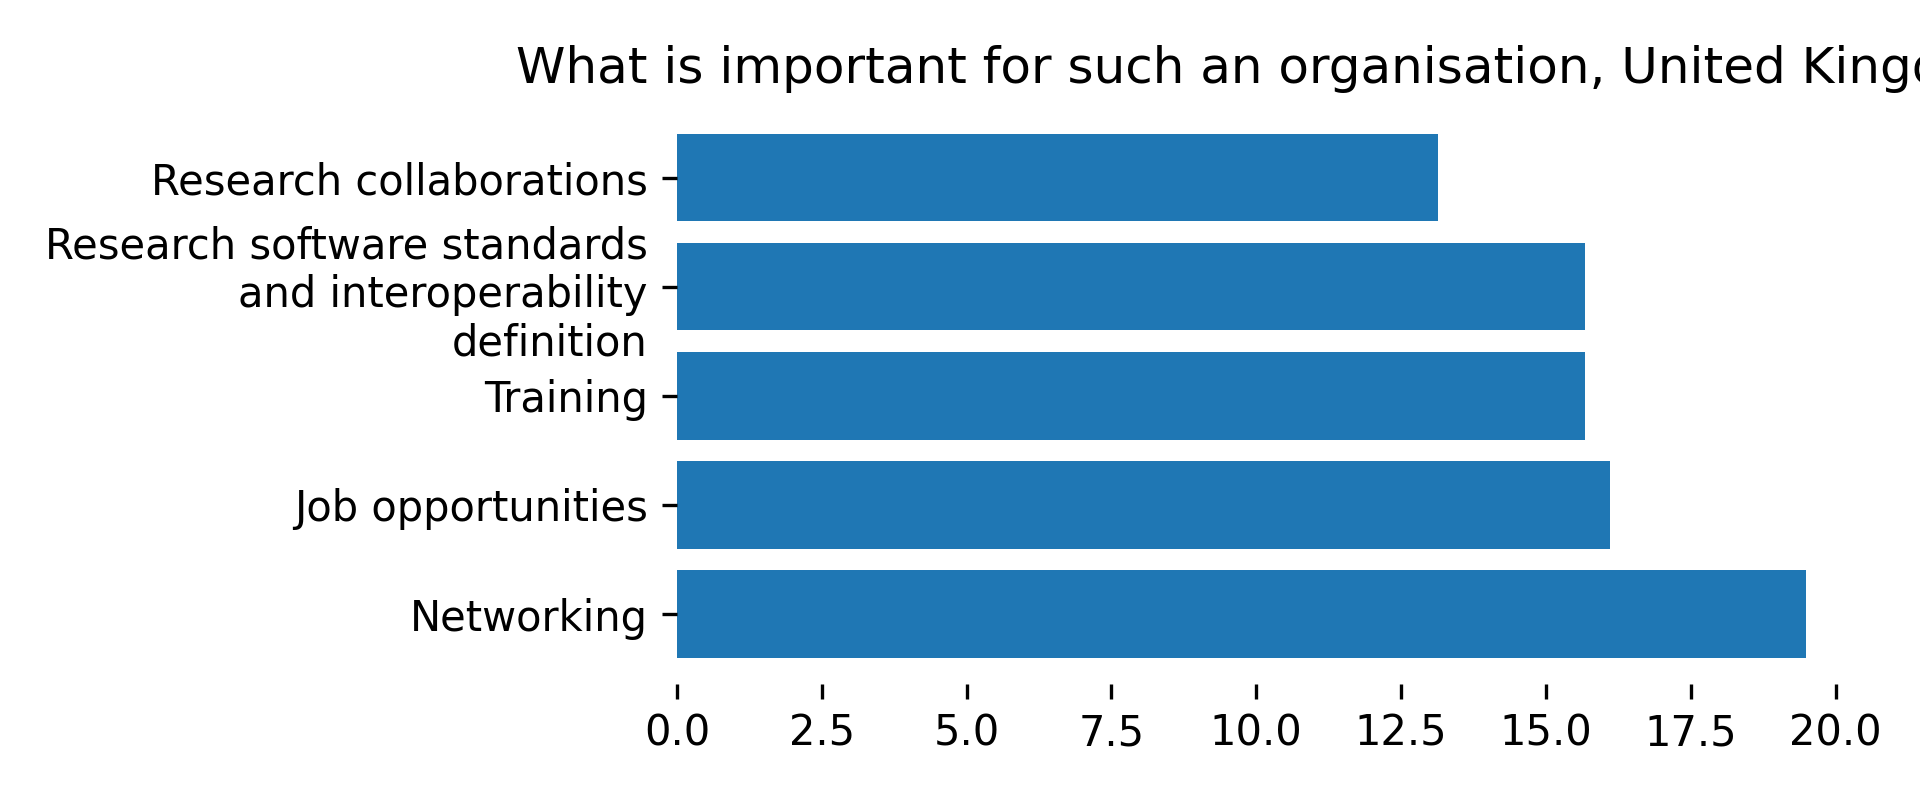 What is important for such an organisation, United
Research collaborations
Research software standards
and interoperability
definition
Training
Job opportunities
Networking
0.0 2.5 5.0 7.5 10.0 12.5 15.0 17.5 20.0